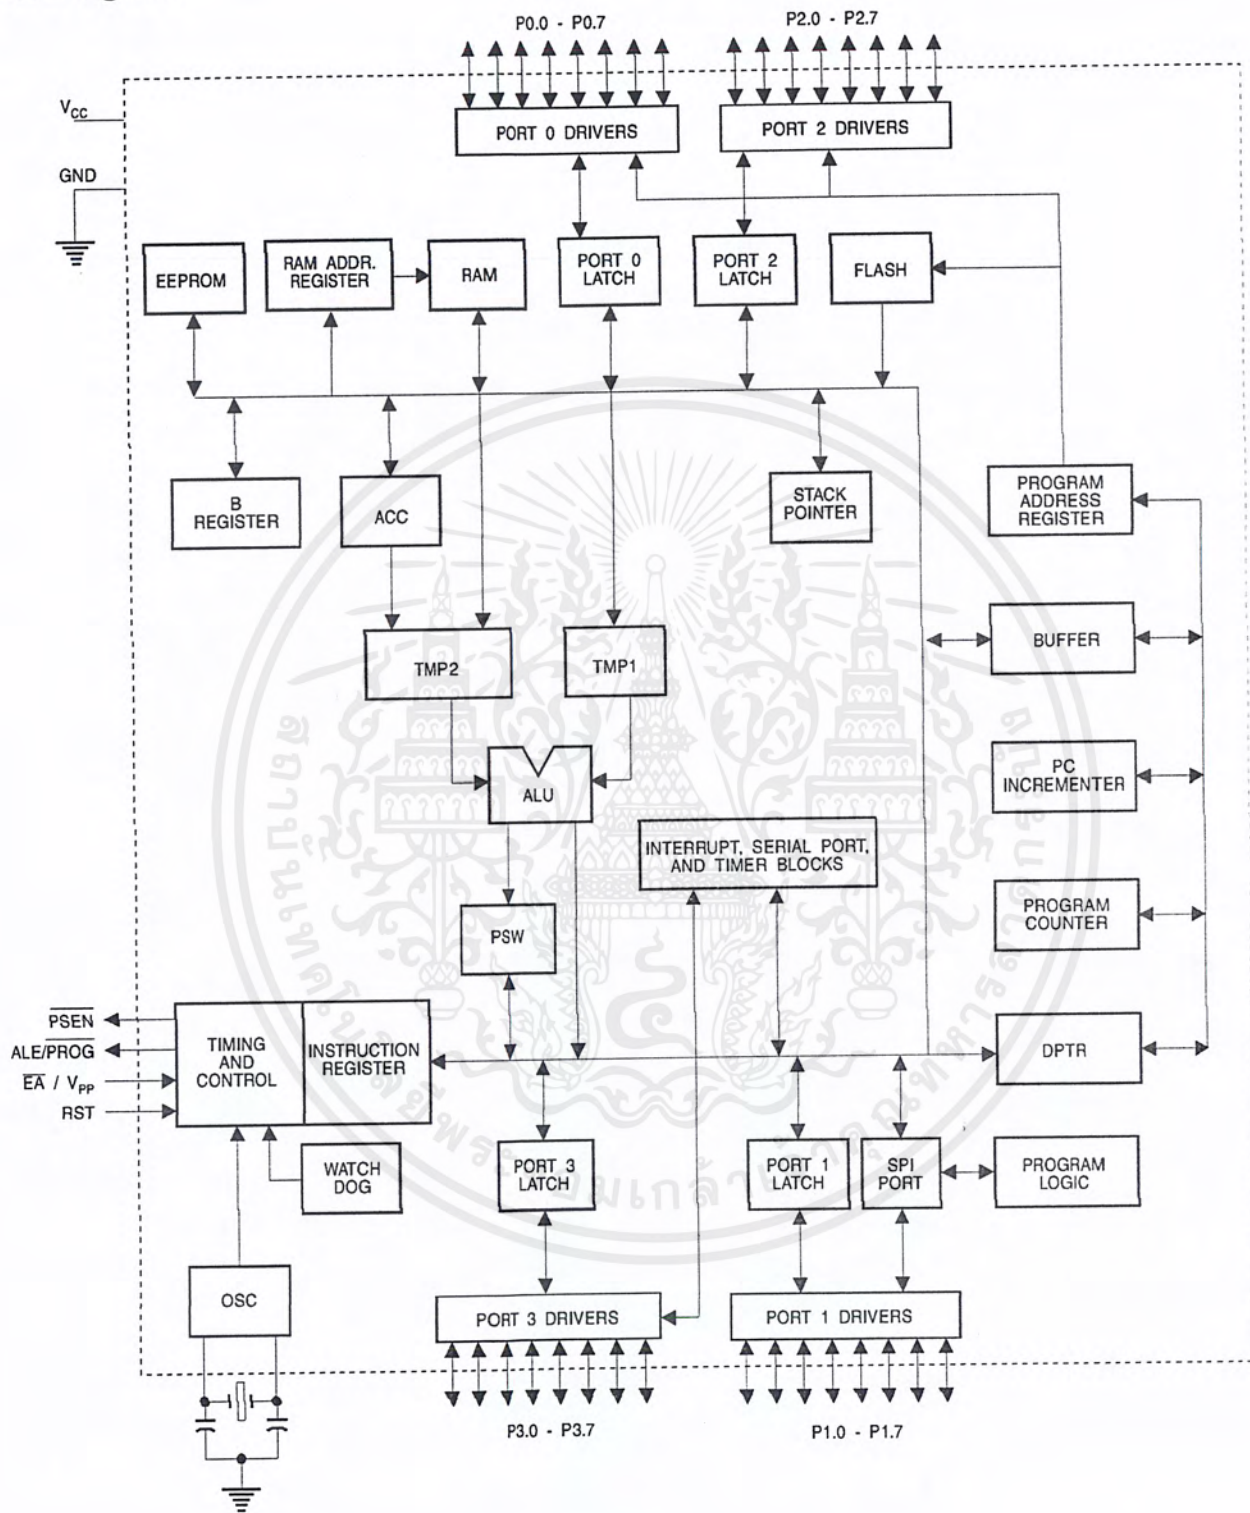 P0.0 - P0.7
P2.0 - P2.7
VCC
PORT 0 DRIVERS
PORT 2 DRIVERS
GND
EEPROM
RAM ADDR.
REGISTER
RAM
PORT 0
LATCH
PORT 2
LATCH
FLASH
B
REGISTER
ACC
STACK
POINTER
PROGRAM
ADDRESS
REGISTER
TMP2
TMP1
BUFFER
ALU
PC
INCREMENTER
INTERRUPT, SERIAL PORT,
AND TIMER BLOCKS
PSW
PROGRAM
COUNTER
PSEN
ALE/PROG
EA / VPP
RST
TIMING
AND
CONTROL
INSTRUCTION
REGISTER
DPTR
WATCH
DOG
PORT 3
LATCH
PORT 1
LATCH
SPI
PORT
PROGRAM
LOGIC
OSC
PORT 3 DRIVERS
PORT 1 DRIVERS
P3.0 - P3.7
P1.0 - P1.7